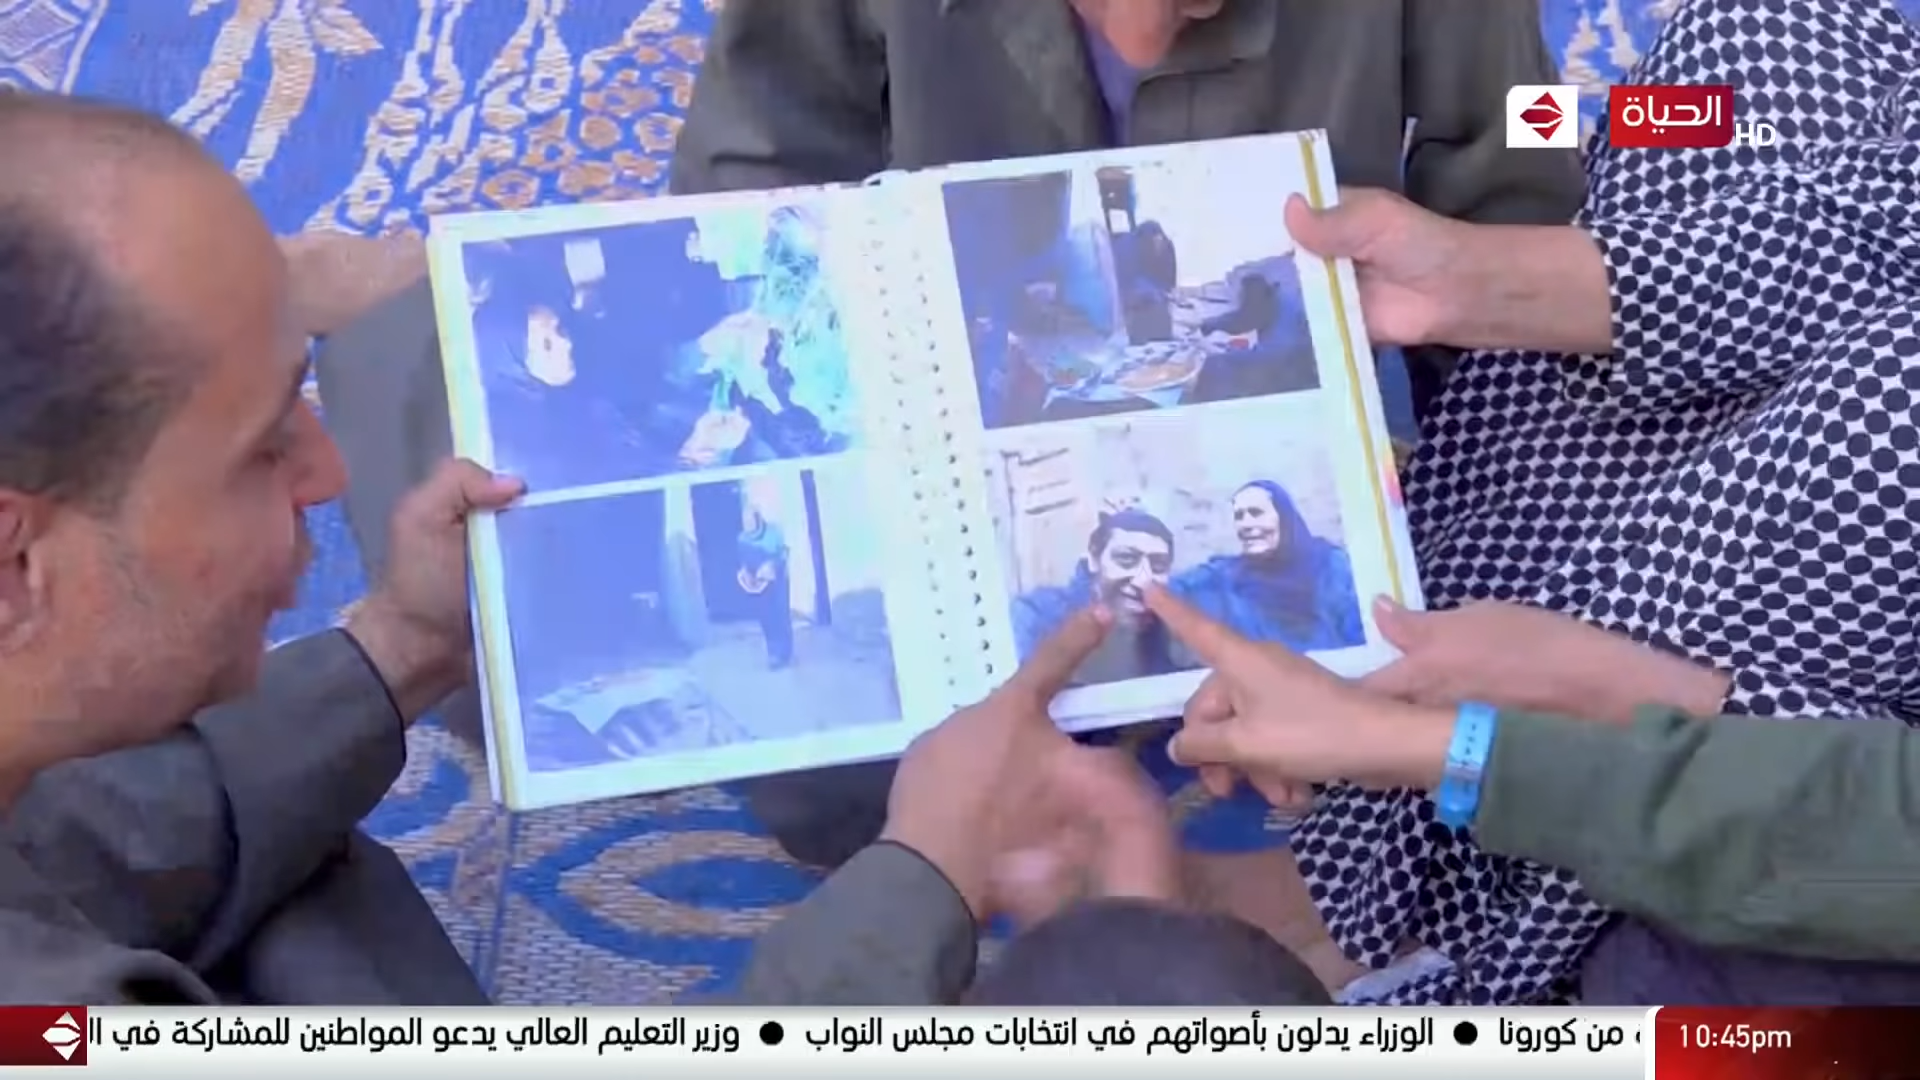 الحياة
HD
من كورونا ● الوزراء يدلون بأصواتهم في انتخابات مجلس النواب ● وزير التعليم العالي يدعو المواطنين للمشاركة في
10:45pm